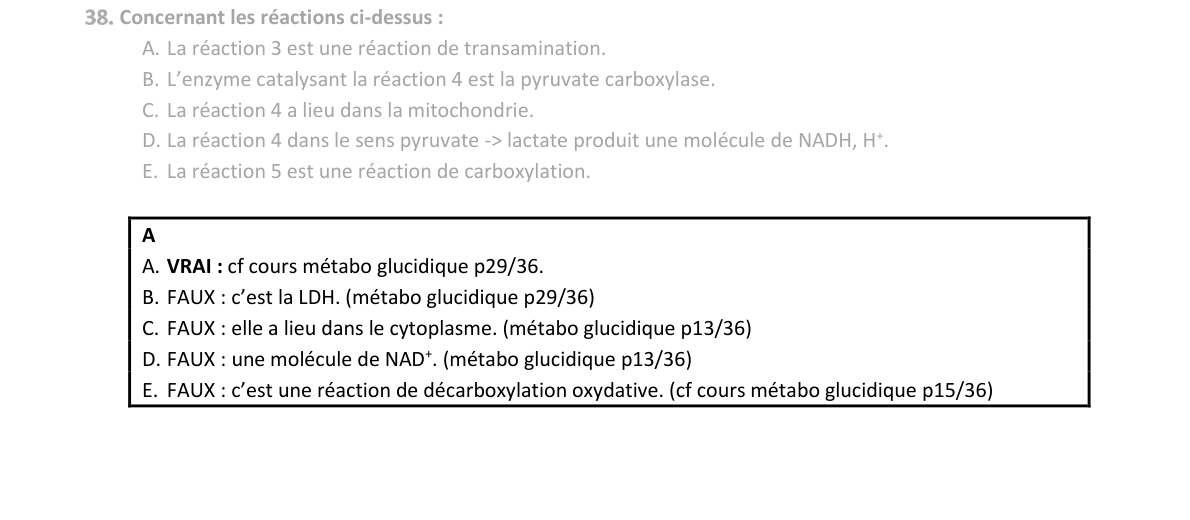 38. Concernant les réactions ci-dessus :
A. La réaction 3 est une réaction de transamination.
B. L’enzyme catalysant la réaction 4 est la pyruvate carboxylase.
C. La réaction 4 a lieu dans la mitochondrie.
D. La réaction 4 dans le sens pyruvate -> lactate produit une molécule de NADH, H⁺.
E. La réaction 5 est une réaction de carboxylation.
A
A. VRAI : cf cours métabo glucidique p29/36.
B. FAUX : c’est la LDH. (métabo glucidique p29/36)
C. FAUX : elle a lieu dans le cytoplasme. (métabo glucidique p13/36)
D. FAUX : une molécule de NAD⁺. (métabo glucidique p13/36)
E. FAUX : c’est une réaction de décarboxylation oxydative. (cf cours métabo glucidique p15/36)